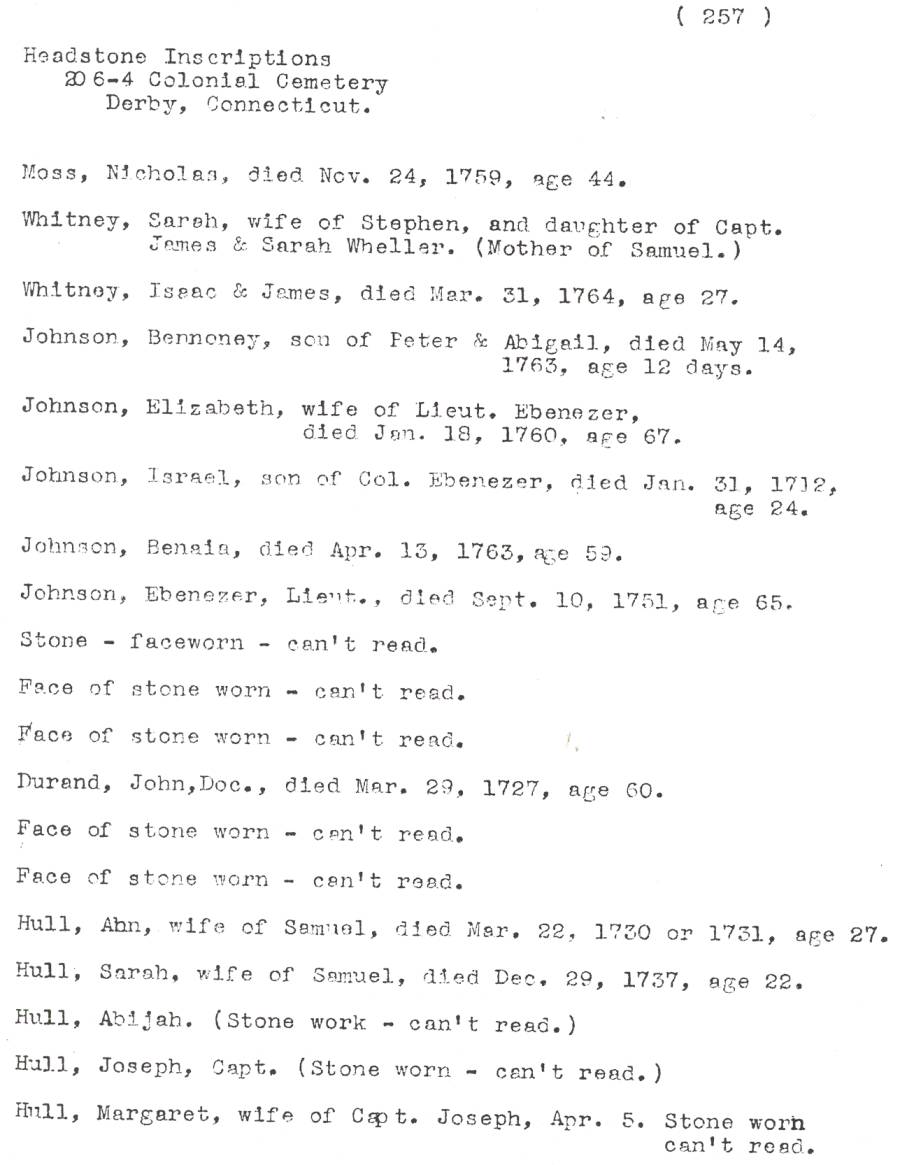 ( 257 )
Headstone Inscriptions
206-4 Colonial Cemetery
Derby, Connecticut.
Moss, Nicholas, died Nov. 24, 1759, age 44.
Whitney, Sarah, wife of Stephen, and daughter of Capt.
James & Sarah Wheller. (Mother of Samuel.)
Whitney, Isaac & James, died Mar. 31, 1764, age 27.
Johnson, Bennoney, son of Peter & Abigail, died May 14,
1763, age 12 days.
Johnson, Elizabeth, wife of Lieut. Ebenezer,
died Jan. 18, 1760, age 67.
Johnson, Israel, son of Col. Ebenezer, died Jan. 31, 1712,
age 24.
Johnson, Benaia, died Apr. 13, 1763, age 59.
Johnson, Ebenezer, Lieut., died Sept. 10, 1751, age 65.
Stone - faceworn - can't read.
Face of stone worn - can't read.
Face of stone worn - can't read.
Durand, John,Doc., died Mar. 29, 1727, age 60.
Face of stone worn - can't read.
Face of stone worn - can't read.
Hull, Ahn, wife of Samuel, died Mar. 22, 1730 or 1731, age 27.
Hull, Sarah, wife of Samuel, died Dec. 29, 1737, age 22.
Hull, Abijah. (Stone work - can't read.)
Hull, Joseph, Capt. (Stone worn - can't read.)
Hull, Margaret, wife of Capt. Joseph, Apr. 5. Stone worn
can't read.